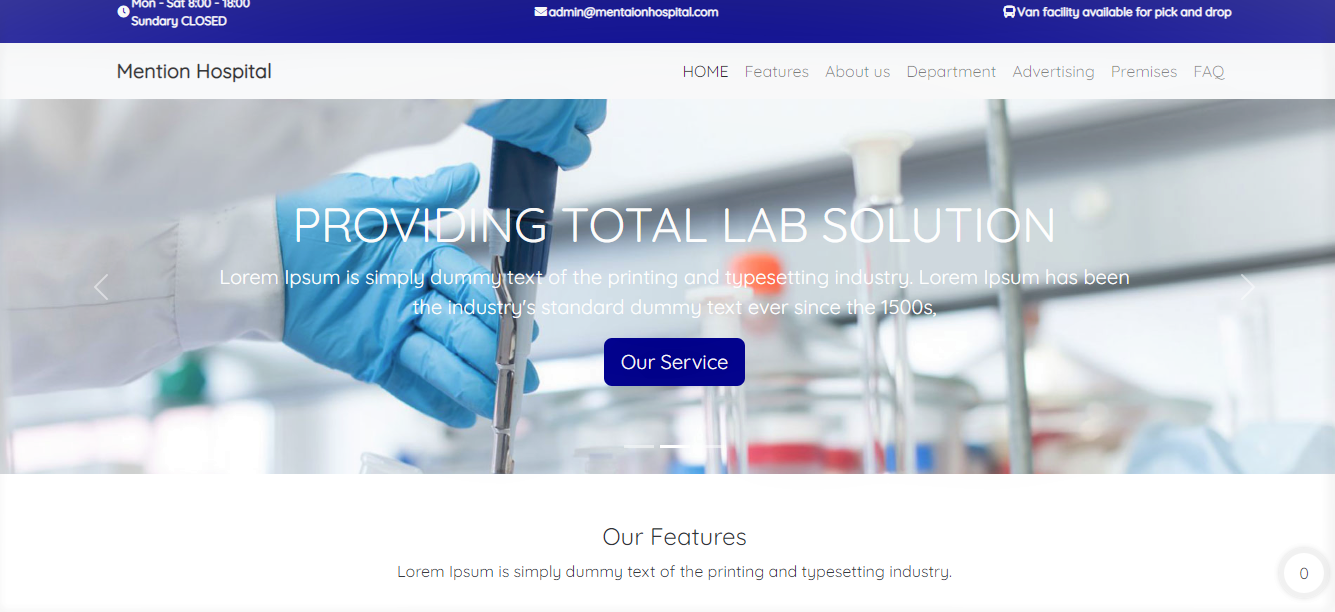 Mon - Sat 8:00 - 18:00
Sundary CLOSED
admin@mentaionhospital.com
Van facility available for pick and drop
Mention Hospital
HOME Features About us Department Advertising Premises FAQ
PROVIDING TOTAL LAB SOLUTION
Lorem Ipsum is simply dummy text of the printing and typesetting industry. Lorem Ipsum has been
the industry's standard dummy text ever since the 1500s,
Our Service
Our Features
Lorem Ipsum is simply dummy text of the printing and typesetting industry.
0